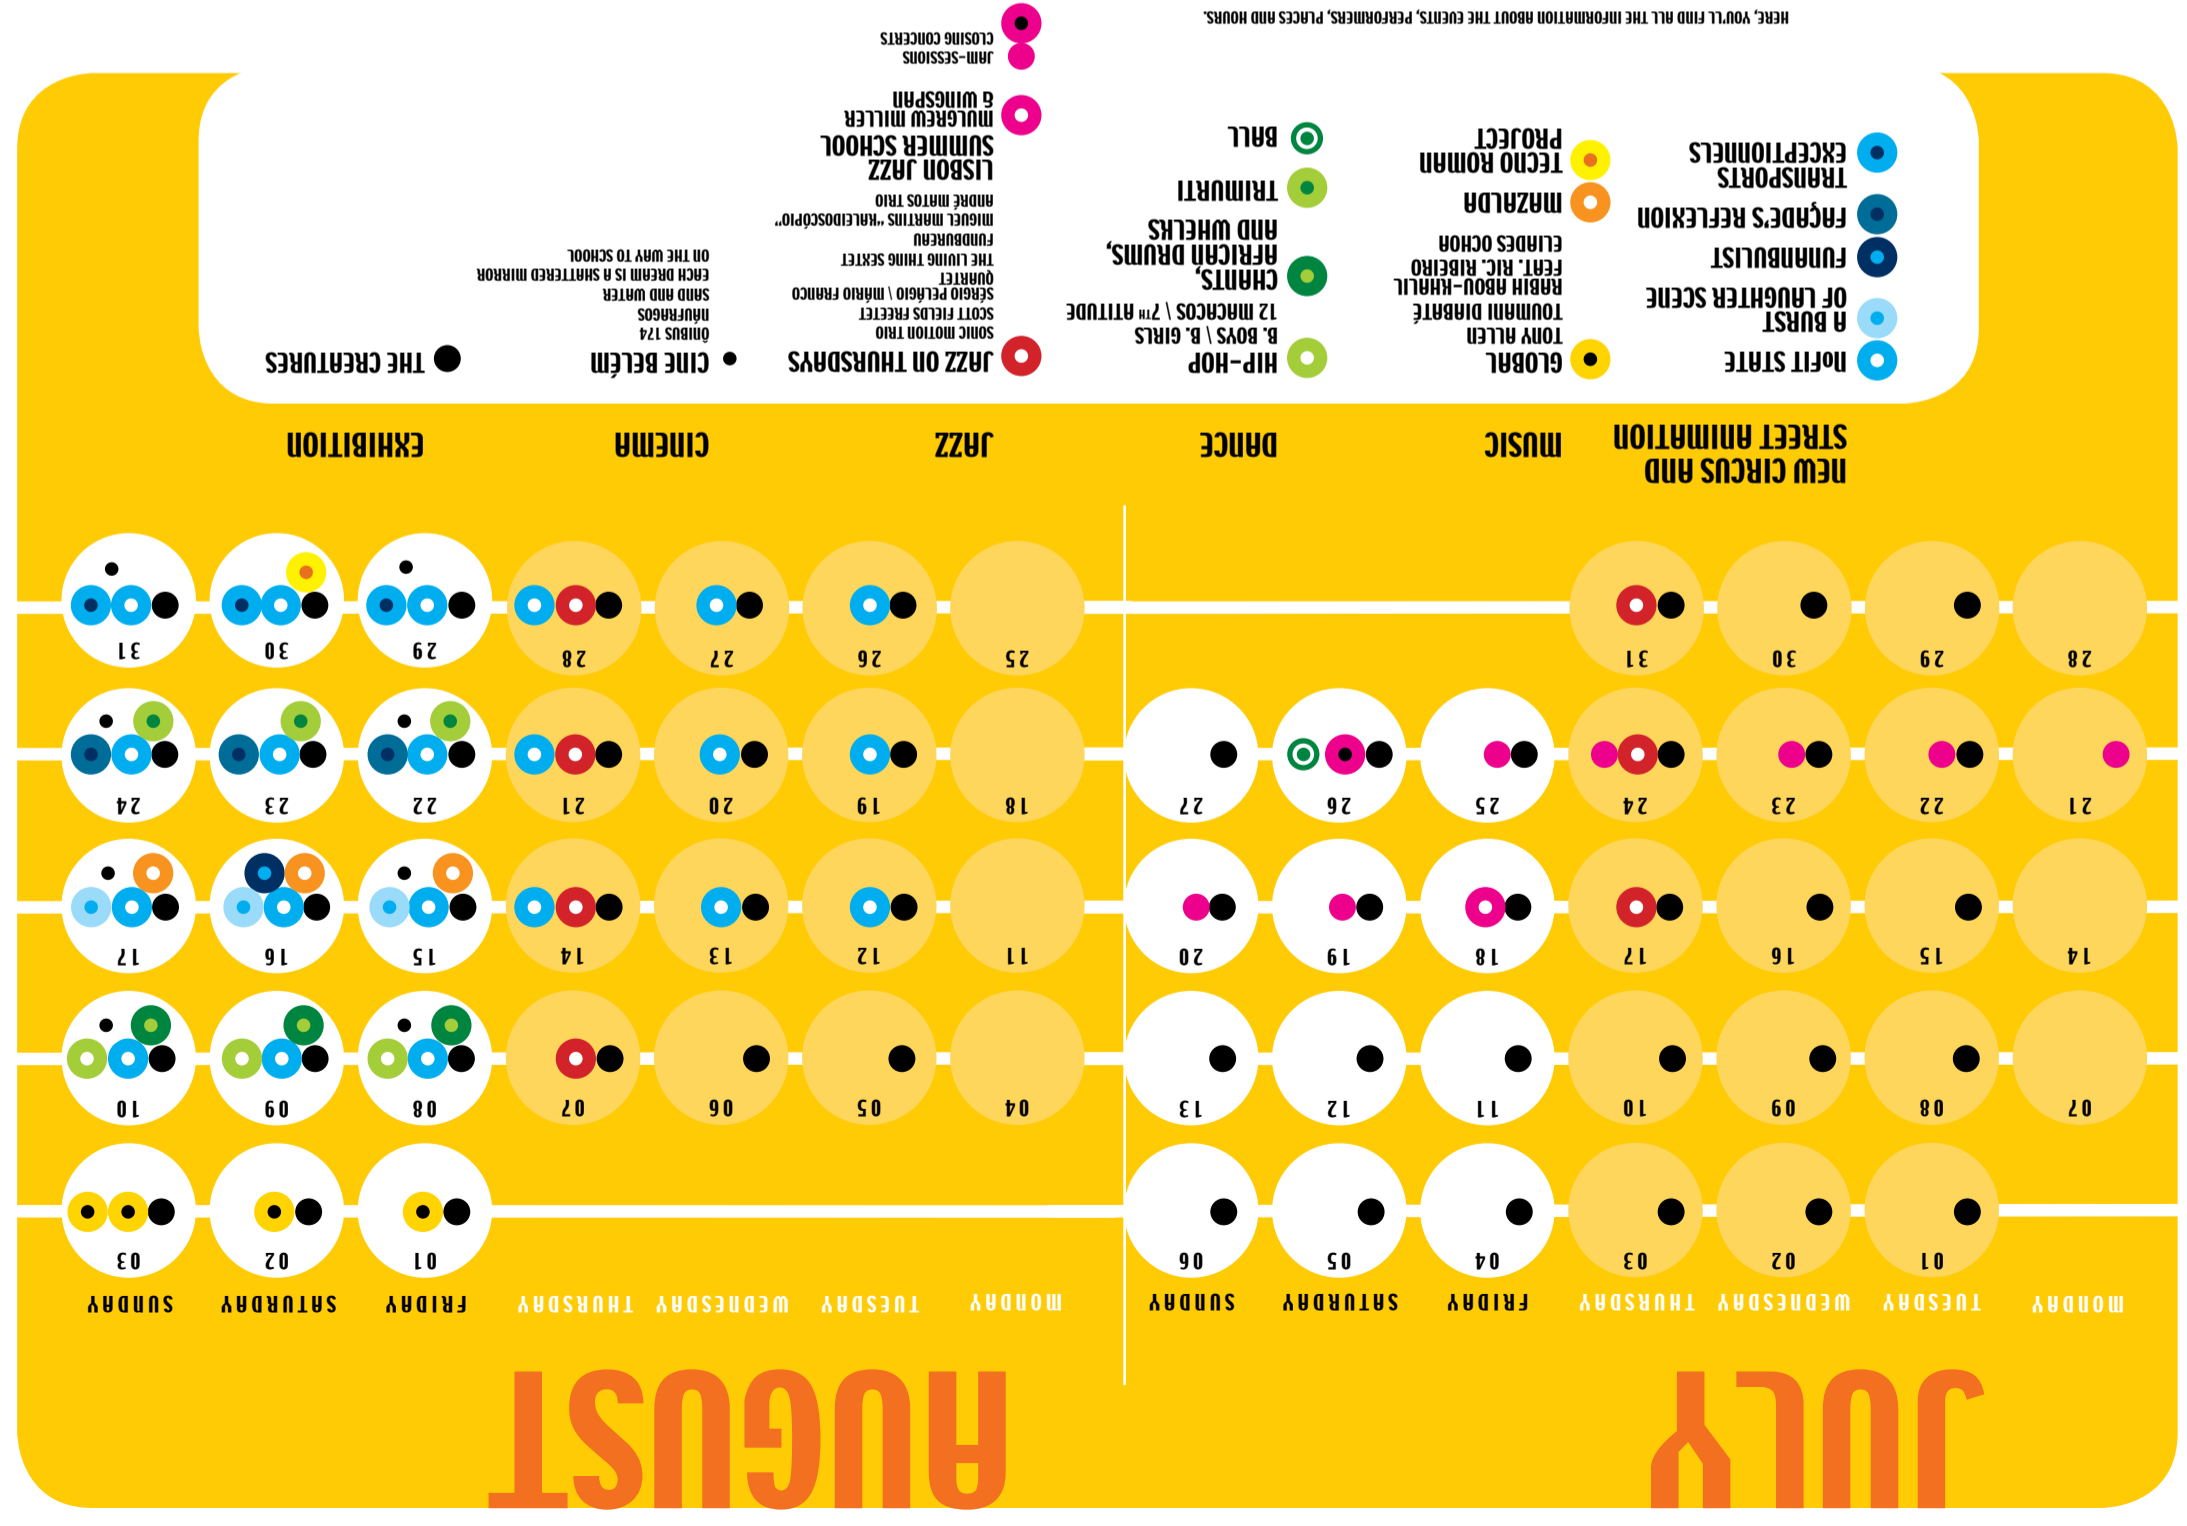 JULY
AUGUST
MONDAY TUESDAY WEDNESDAY THURSDAY FRIDAY SATURDAY SUNDAY
MONDAY TUESDAY WEDNESDAY THURSDAY FRIDAY SATURDAY SUNDAY
01 02 03 04 05 06
01 02 03
07 08 09 10 11 12 13
04 05 06 07 08 09 10
14 15 16 17 18 19 20
11 12 13 14 15 16 17
21 22 23 24 25 26 27
18 19 20 21 22 23 24
28 29 30 31
25 26 27 28 29 30 31
NEW CIRCUS AND
STREET ANIMATION
NOFIT STATE
A BURST
OF LAUGHTER SCENE
FUNANBULIST
FAÇADE'S REFLEXION
TRANSPORTS
EXCEPTIONNELS
MUSIC
GLOBAL
TONY ALLEN
TOUMANI DIABATÉ
RABIH ABOU-KHALIL
FEAT. RIC. RIBEIRO
ELIADES OCHOA
MAZALDA
TECNO ROMAN
PROJECT
DANCE
HIP-HOP
B. BOYS \ B. GIRLS
12 MACACOS \ 7TH ATITUDE
CHANTS,
AFRICAN DRUMS,
AND WHELKS
TRIMURTI
BALL
JAZZ
JAZZ ON THURSDAYS
SONIC MOTION TRIO
SCOTT FIELDS FREETET
SÉRGIO PELÁGIO \ MÁRIO FRANCO
QUARTET
THE LIVING THING SEXTET
FUNDBUREAU
MIGUEL MARTINS "KALEIDOSCÓPIO"
ANDRÉ MATOS TRIO
LISBON JAZZ
SUMMER SCHOOL
MULGREW MILLER
& WINGSPAN
JAM-SESSIONS
CLOSING CONCERTS
CINEMA
CINE BELÉM
ÔNIBUS 174
NÁUFRAGOS
SAND AND WATER
EACH DREAM IS A SHATTERED MIRROR
ON THE WAY TO SCHOOL
EXHIBITION
THE CREATURES
HERE, YOU'LL FIND ALL THE INFORMATION ABOUT THE EVENTS, PERFORMERS, PLACES AND HOURS.